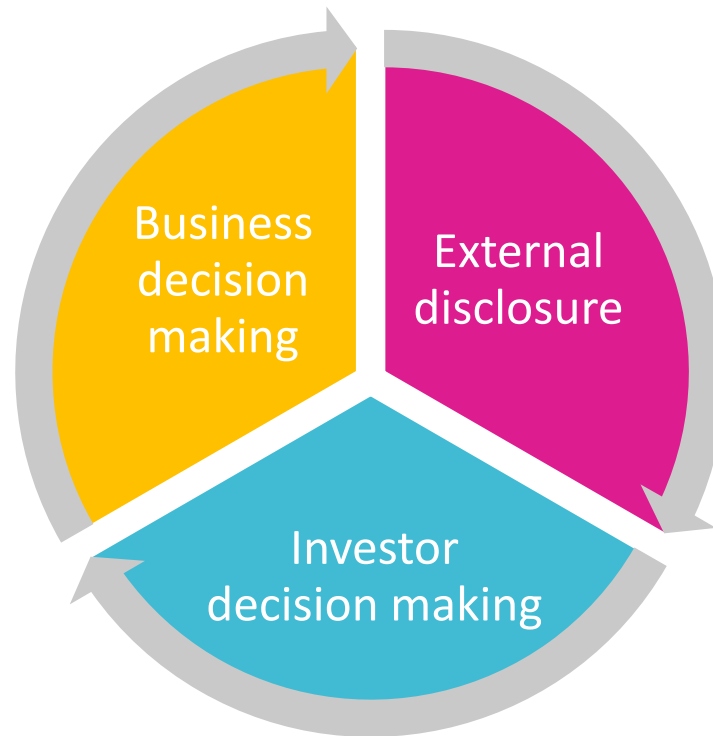 Business
decision
making
External
disclosure
Investor
decision making